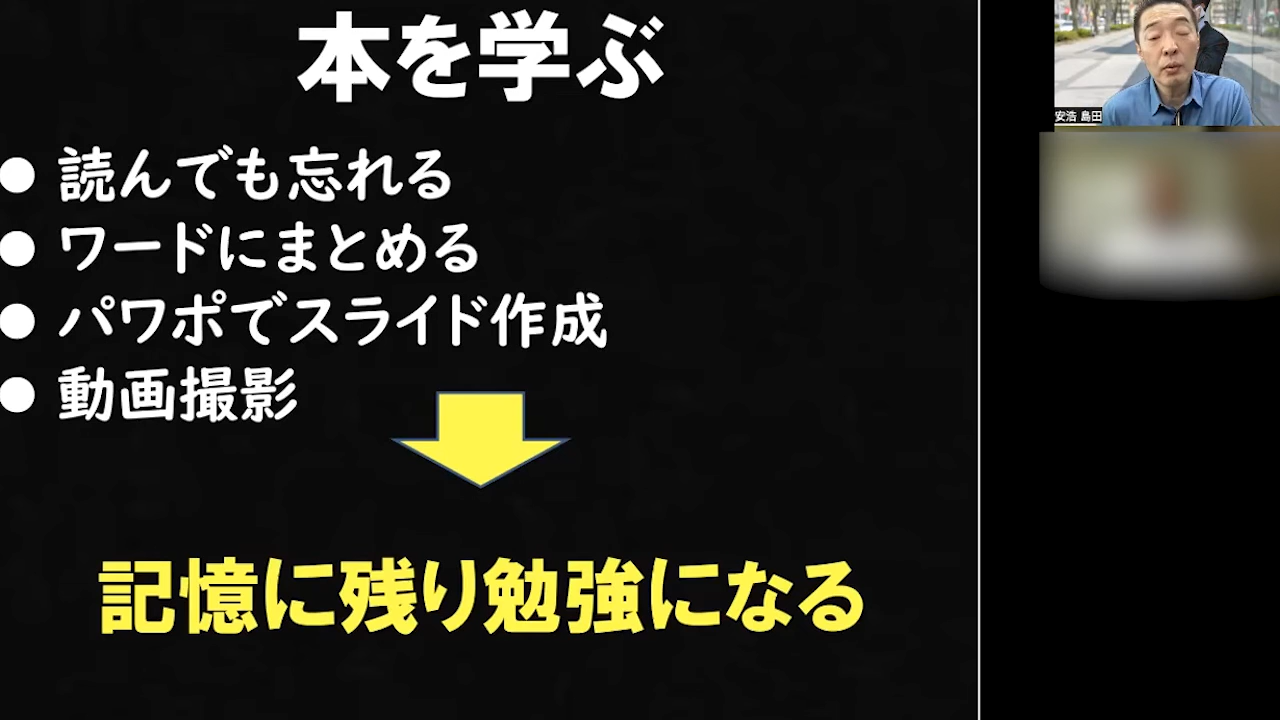 本を学ぶ
● 読んでも忘れる
● ワードにまとめる
● パワポでスライド作成
● 動画撮影
記憶に残り勉強になる
安浩 島田